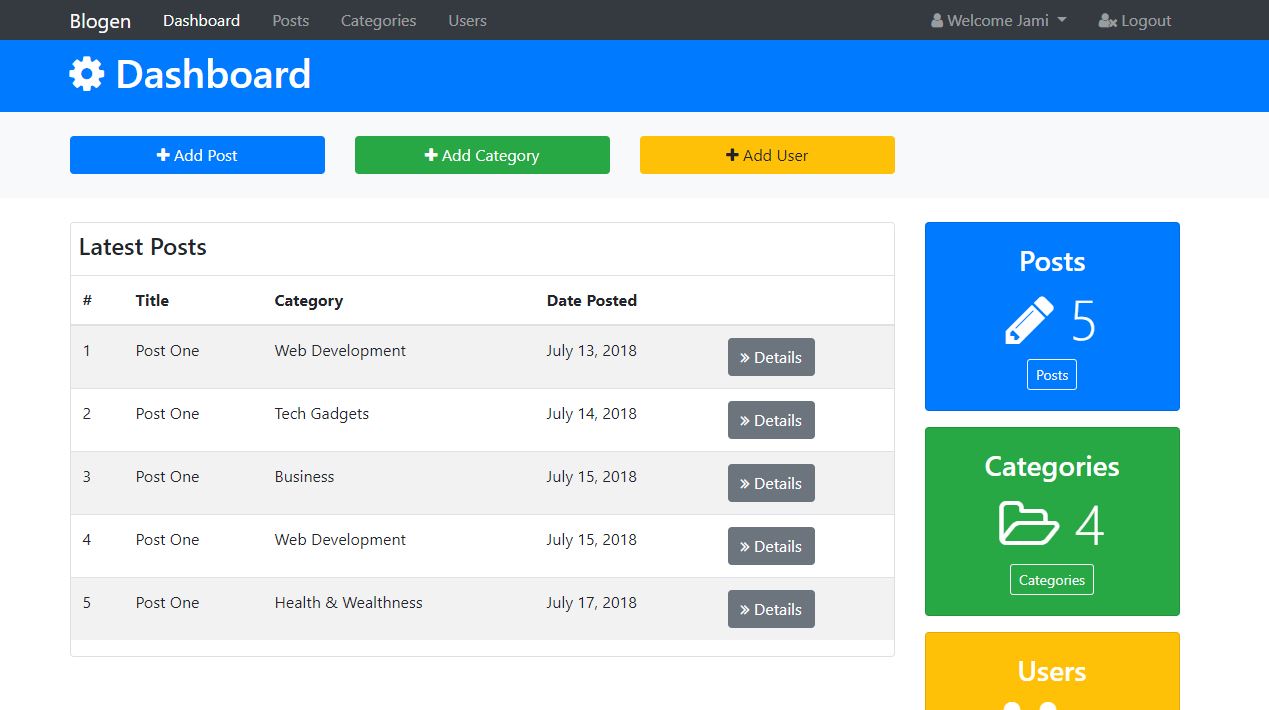 Blogen Dashboard Posts Categories Users Welcome Jami Logout
Dashboard
Add Post Add Category Add User
Latest Posts
# Title Category Date Posted
1 Post One Web Development July 13, 2018 Details
2 Post One Tech Gadgets July 14, 2018 Details
3 Post One Business July 15, 2018 Details
4 Post One Web Development July 15, 2018 Details
5 Post One Health & Wealthness July 17, 2018 Details
Posts
5
Posts
Categories
4
Categories
Users